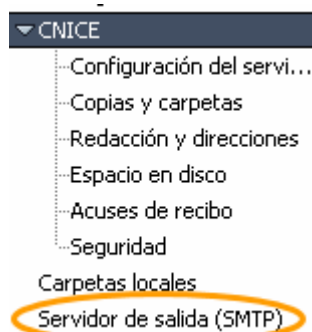 CNICE
Configuración del servi...
Copias y carpetas
Redacción y direcciones
Espacio en disco
Acuses de recibo
Seguridad
Carpetas locales
Servidor de salida (SMTP)